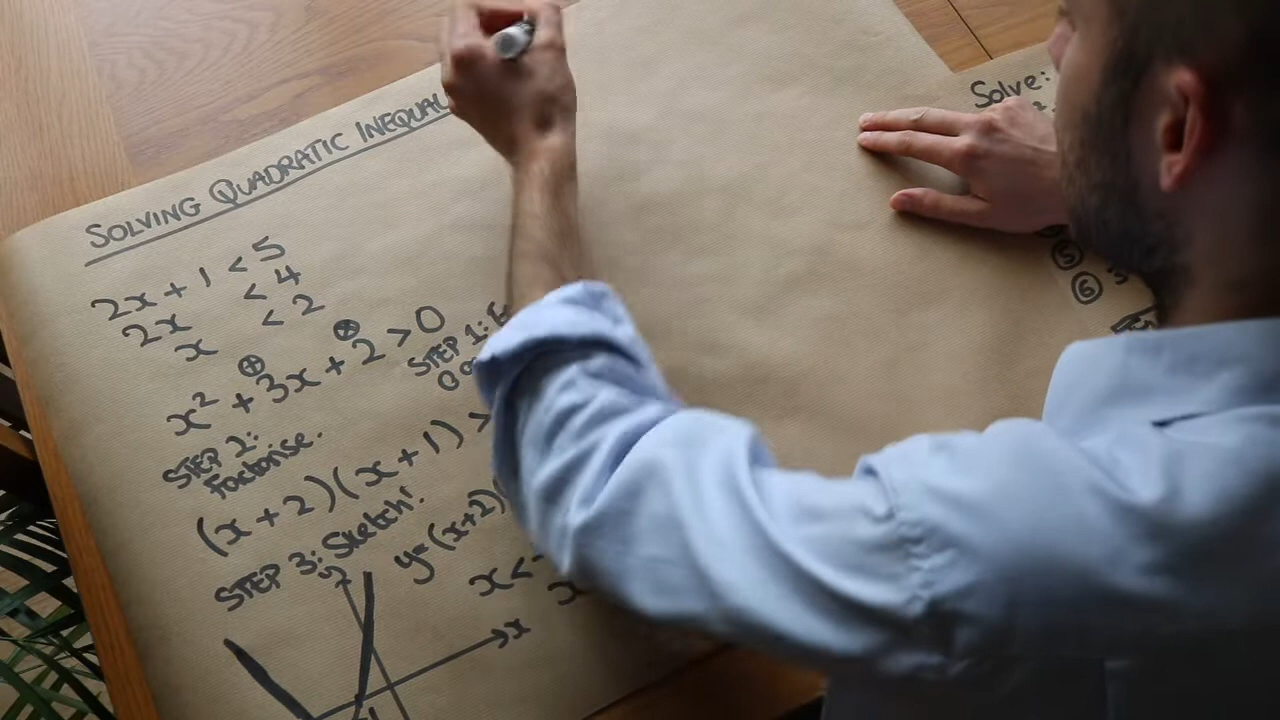 SOLVING QUADRATIC INEQUAL
2x + 1 < 5
2x < 4
x < 2
x² + 3x + 2 > 0
STEP 1:
STEP 2:
factorise.
(x + 2)(x + 1) >
STEP 3: Sketch!
y=(x+2)
y
x < -
x
x
Solve:
5
6